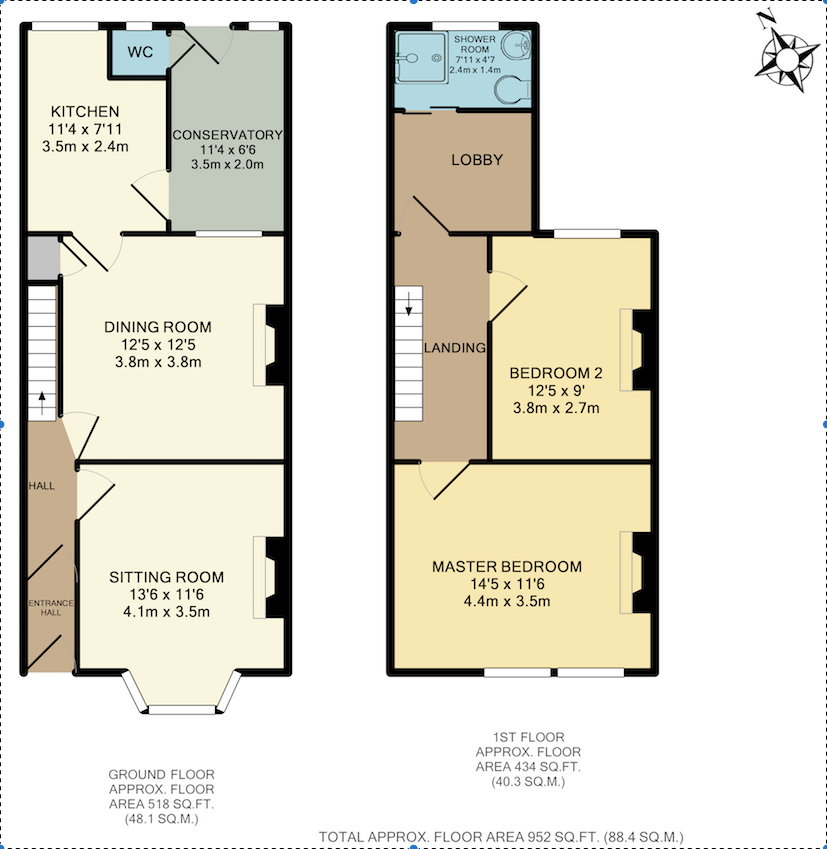 N
WC
KITCHEN
11'4 x 7'11
3.5m x 2.4m
CONSERVATORY
11'4 x 6'6
3.5m x 2.0m
DINING ROOM
12'5 x 12'5
3.8m x 3.8m
HALL
SITTING ROOM
13'6 x 11'6
4.1m x 3.5m
ENTRANCE
HALL
GROUND FLOOR
APPROX. FLOOR
AREA 518 SQ.FT.
(48.1 SQ.M.)
SHOWER
ROOM
7'11 x 4'7
2.4m x 1.4m
LOBBY
LANDING
BEDROOM 2
12'5 x 9'
3.8m x 2.7m
MASTER BEDROOM
14'5 x 11'6
4.4m x 3.5m
1ST FLOOR
APPROX. FLOOR
AREA 434 SQ.FT.
(40.3 SQ.M.)
TOTAL APPROX. FLOOR AREA 952 SQ.FT. (88.4 SQ.M.)